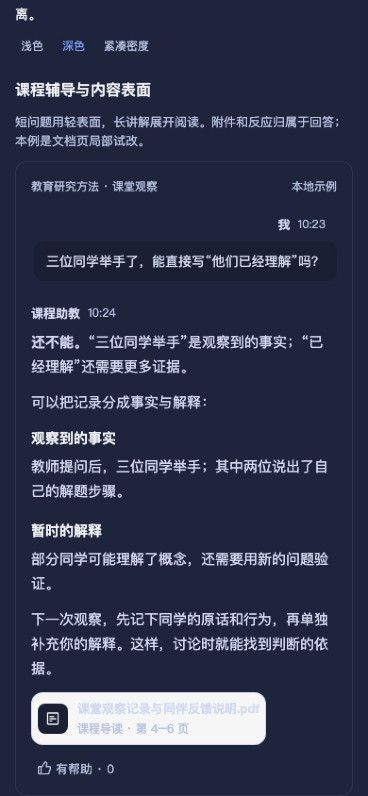 离。
浅色 深色 紧凑密度
课程辅导与内容表面
短问题用轻表面，长讲解展开阅读。附件和反应归属于回答；
本例是文档页局部试改。
教育研究方法 · 课堂观察 本地示例
我 10:23
三位同学举手了，能直接写“他们已经理解”吗？
课程助教 10:24
还不能。“三位同学举手”是观察到的事实；“已
经理解”还需要更多证据。
可以把记录分成事实与解释：
观察到的事实
教师提问后，三位同学举手；其中两位说出了自
己的解题步骤。
暂时的解释
部分同学可能理解了概念，还需要用新的问题验
证。
下一次观察，先记下同学的原话和行为，再单独
补充你的解释。这样，讨论时就能找到判断的依
据。
课堂观察记录与同伴反馈说明.pdf
课程导读 · 第 4–6 页
有帮助 · 0